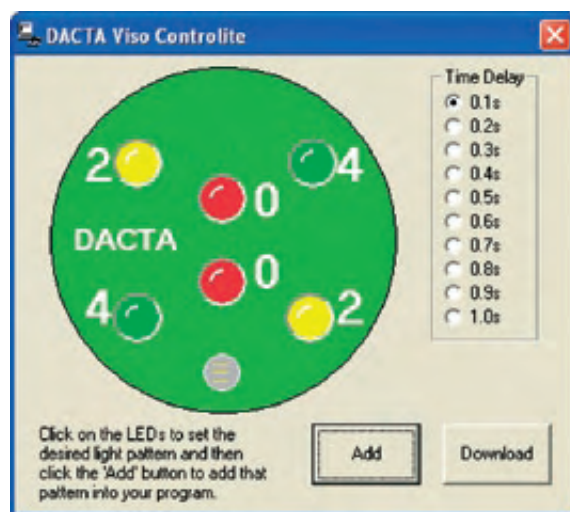 DACTA Viso Controlite
Time Delay
0.1s
0.2s
0.3s
0.4s
0.5s
0.6s
0.7s
0.8s
0.9s
1.0s
2
4
0
DACTA
0
4
2
Click on the LEDs to set the
desired light pattern and then
click the 'Add' button to add that
pattern into your program.
Add
Download